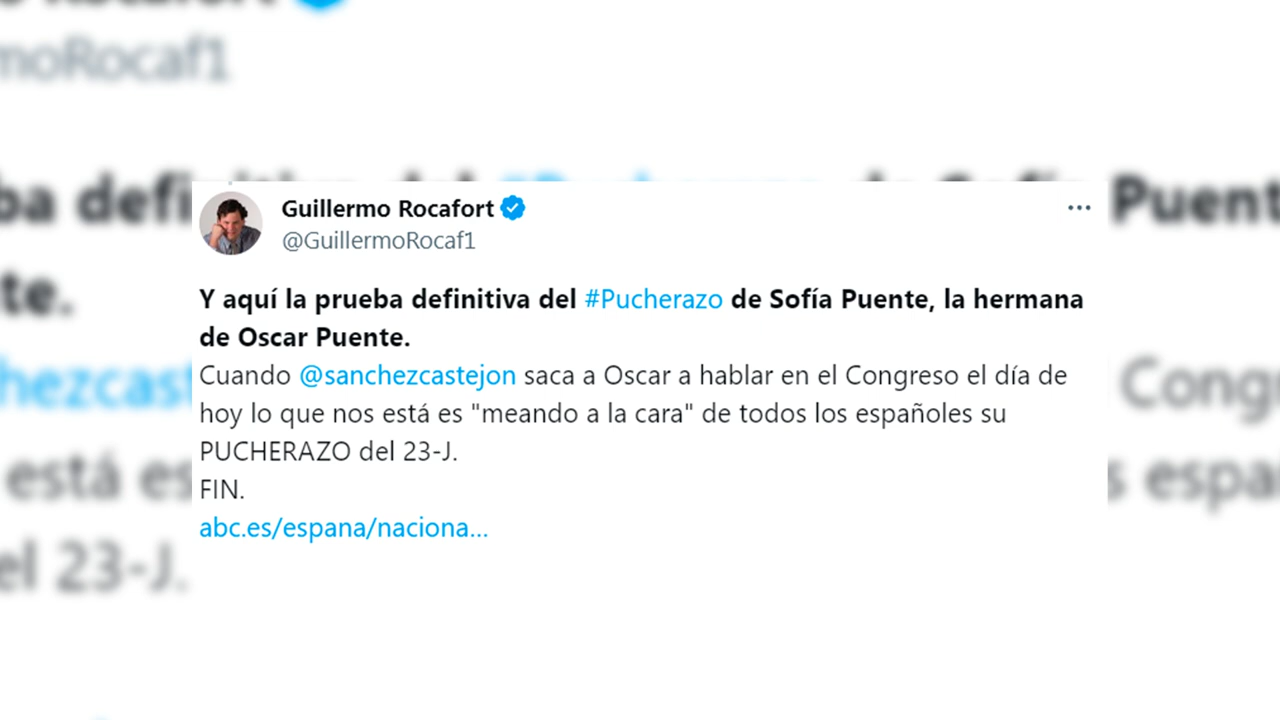 Guillermo Rocafort
@GuillermoRocaf1
Y aquí la prueba definitiva del #Pucherazo de Sofía Puente, la hermana
de Oscar Puente.
Cuando @sanchezcastejon saca a Oscar a hablar en el Congreso el día de
hoy lo que nos está es "meando a la cara" de todos los españoles su
PUCHERAZO del 23-J.
FIN.
abc.es/espana/naciona...